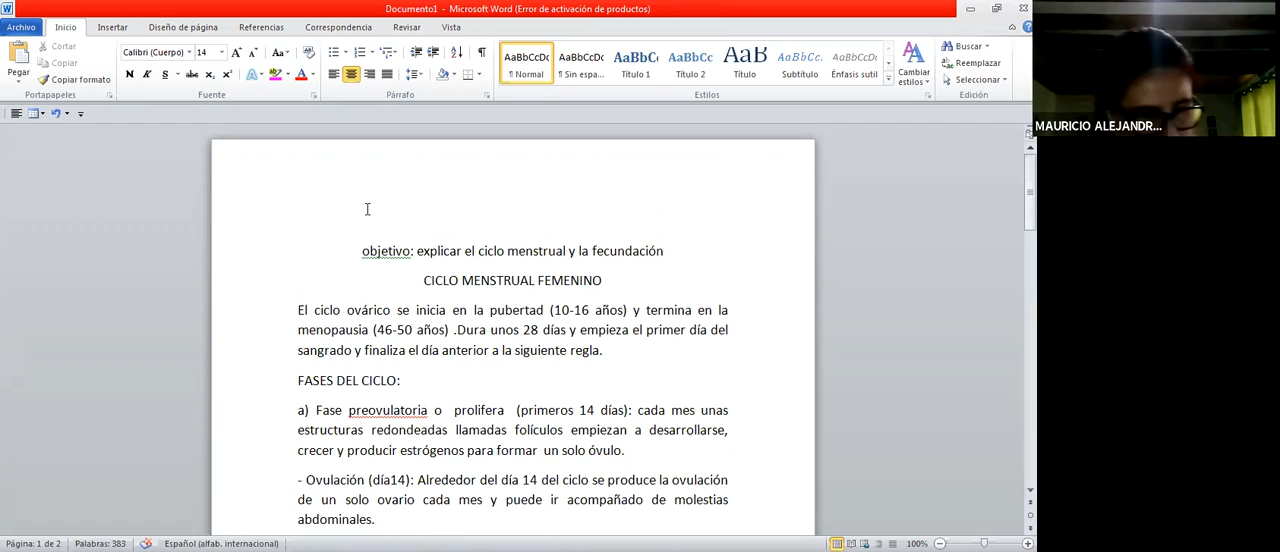 Documento1 - Microsoft Word (Error de activación de productos)
Archivo Inicio Insertar Diseño de página Referencias Correspondencia Revisar Vista
Pegar
Cortar
Copiar
Copiar formato
Portapapeles
Calibri (Cuerpo) 14
N K S abc
Fuente
Párrafo
AaBbCcDc AaBbCcDc AaBbC AaBbCc AaB AaBbCc. AaBbCcDc
¶ Normal ¶ Sin espa... Título 1 Título 2 Título Subtítulo Énfasis sutil
Cambiar estilos
Estilos
Buscar
Reemplazar
Seleccionar
Edición
MAURICIO ALEJANDR...
objetivo: explicar el ciclo menstrual y la fecundación
CICLO MENSTRUAL FEMENINO
El ciclo ovárico se inicia en la pubertad (10-16 años) y termina en la
menopausia (46-50 años) .Dura unos 28 días y empieza el primer día del
sangrado y finaliza el día anterior a la siguiente regla.
FASES DEL CICLO:
a) Fase preovulatoria o prolifera (primeros 14 días): cada mes unas
estructuras redondeadas llamadas folículos empiezan a desarrollarse,
crecer y producir estrógenos para formar un solo óvulo.
- Ovulación (día14): Alrededor del día 14 del ciclo se produce la ovulación
de un solo ovario cada mes y puede ir acompañado de molestias
abdominales.
Página: 1 de 2 Palabras: 383 Español (alfab. internacional) 100%